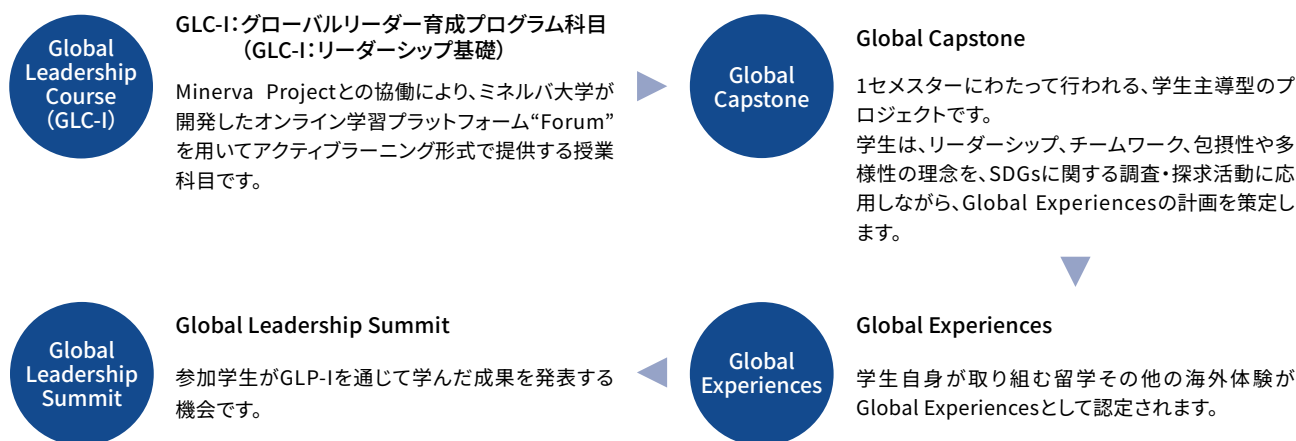 Global
Leadership
Course
(GLC-I)
GLC-I：グローバルリーダー育成プログラム科目
（GLC-I：リーダーシップ基礎）
Minerva Projectとの協働により、ミネルバ大学が
開発したオンライン学習プラットフォーム“Forum”
を用いてアクティブラーニング形式で提供する授業
科目です。
Global
Capstone
Global Capstone
1セメスターにわたって行われる、学生主導型のプ
ロジェクトです。
学生は、リーダーシップ、チームワーク、包摂性や多
様性の理念を、SDGsに関する調査・探求活動に応
用しながら、Global Experiencesの計画を策定し
ます。
Global
Experiences
Global Experiences
学生自身が取り組む留学その他の海外体験が
Global Experiencesとして認定されます。
Global
Leadership
Summit
Global Leadership Summit
参加学生がGLP-Iを通じて学んだ成果を発表する
機会です。